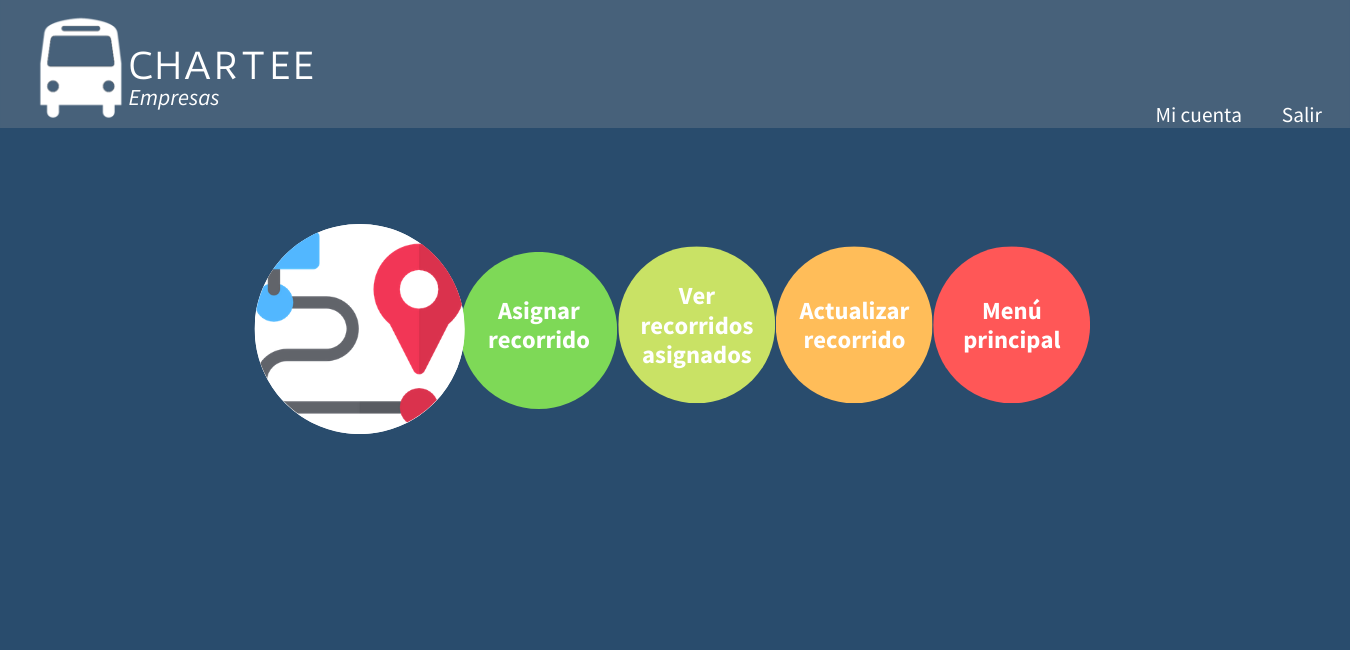 CHARTEE
Empresas
Mi cuenta
Salir
Asignar
recorrido
Ver
recorridos
asignados
Actualizar
recorrido
Menú
principal